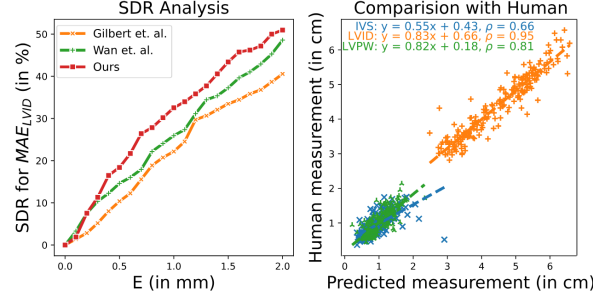 SDR Analysis
SDR for MAE_LVID (in %)
50
40
30
20
10
0
Gilbert et. al.
Wan et. al.
Ours
0.0 0.5 1.0 1.5 2.0
E (in mm)
Comparision with Human
Human measurement (in cm)
6
5
4
3
2
1
IVS: y = 0.55x + 0.43, ρ = 0.66
LVID: y = 0.83x + 0.66, ρ = 0.95
LVPW: y = 0.82x + 0.18, ρ = 0.81
0 1 2 3 4 5 6
Predicted measurement (in cm)